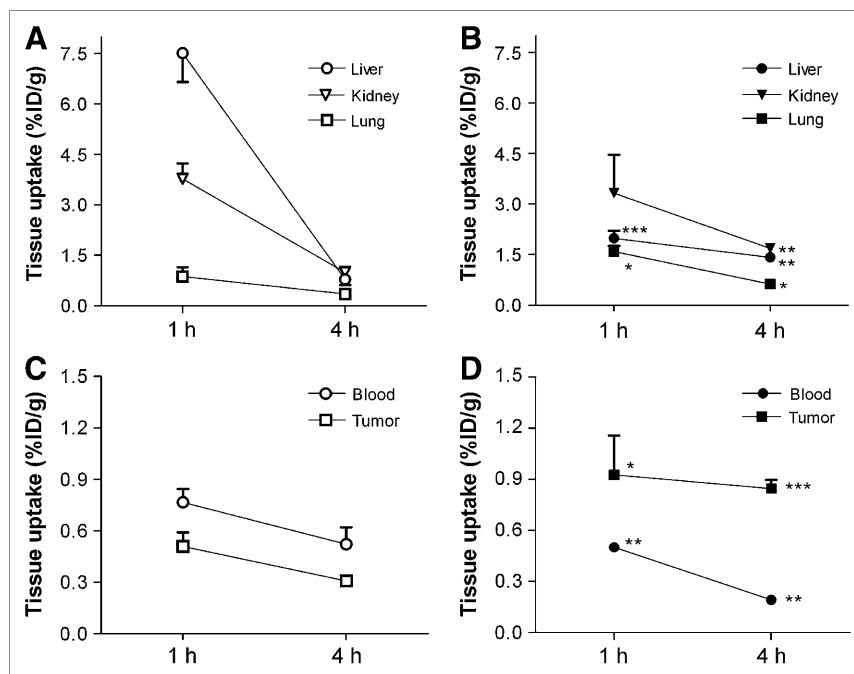 A
Tissue uptake (%ID/g)
7.5
6.0
4.5
3.0
1.5
0.0
Liver
Kidney
Lung
1 h
4 h
B
Tissue uptake (%ID/g)
7.5
6.0
4.5
3.0
1.5
0.0
Liver
Kidney
Lung
***
*
**
**
*
1 h
4 h
C
Tissue uptake (%ID/g)
1.5
1.2
0.9
0.6
0.3
0.0
Blood
Tumor
1 h
4 h
D
Tissue uptake (%ID/g)
1.5
1.2
0.9
0.6
0.3
0.0
Blood
Tumor
*
***
**
**
1 h
4 h